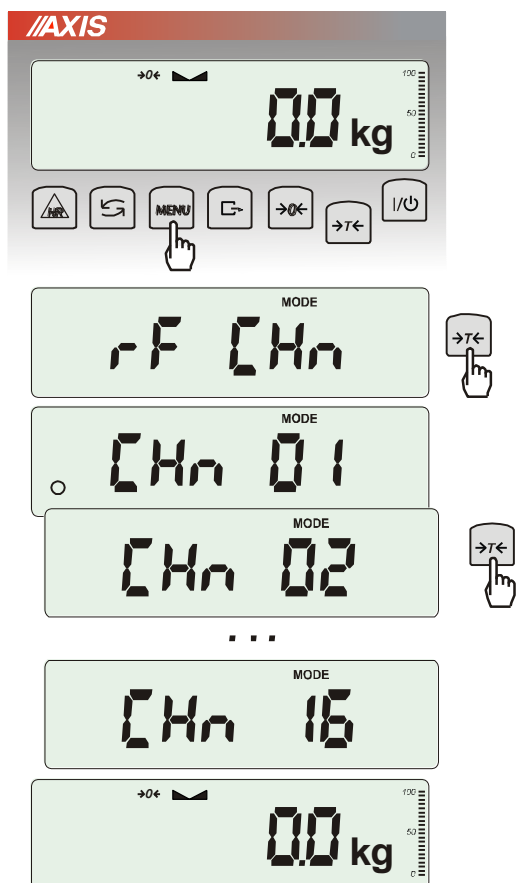 //AXIS
→0← 100
0.0 kg 50
0
HR MENU →0← →T← I/⏻
MODE
rF CHn →T←
MODE
CHn 01
MODE
CHn 02 →T←
...
MODE
CHn 16
→0← 100
0.0 kg 50
0